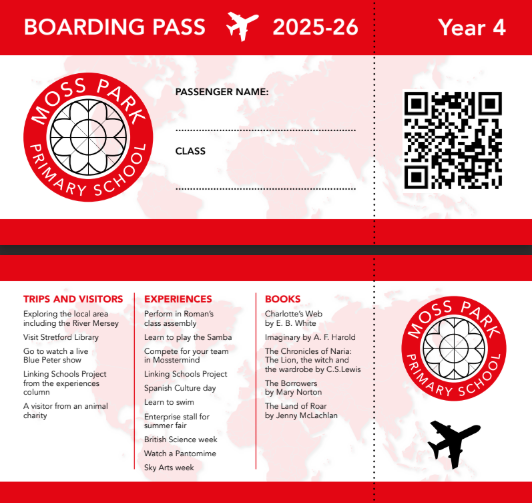 BOARDING PASS 2025-26 Year 4
MOSS PARK
PRIMARY SCHOOL
PASSENGER NAME:
CLASS
TRIPS AND VISITORS
Exploring the local area
including the River Mersey
Visit Stretford Library
Go to watch a live
Blue Peter show
Linking Schools Project
from the experiences
column
A visitor from an animal
charity
EXPERIENCES
Perform in Roman's
class assembly
Learn to play the Samba
Compete for your team
in Mosstermind
Linking Schools Project
Spanish Culture day
Learn to swim
Enterprise stall for
summer fair
British Science week
Watch a Pantomime
Sky Arts week
BOOKS
Charlotte's Web
by E. B. White
Imaginary by A. F. Harold
The Chronicles of Naria:
The Lion, the witch and
the wardrobe by C.S.Lewis
The Borrowers
by Mary Norton
The Land of Roar
by Jenny McLachlan
MOSS PARK
PRIMARY SCHOOL